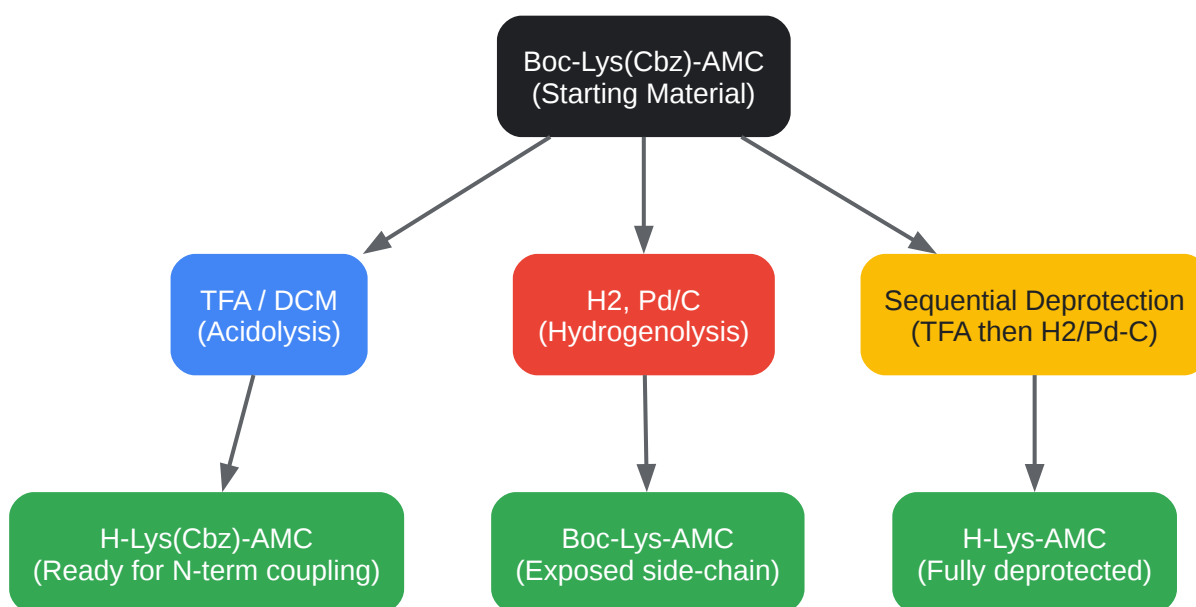 Boc-Lys(Cbz)-AMC
(Starting Material)
TFA / DCM
(Acidolysis)
H2, Pd/C
(Hydrogenolysis)
Sequential Deprotection
(TFA then H2/Pd-C)
H-Lys(Cbz)-AMC
(Ready for N-term coupling)
Boc-Lys-AMC
(Exposed side-chain)
H-Lys-AMC
(Fully deprotected)